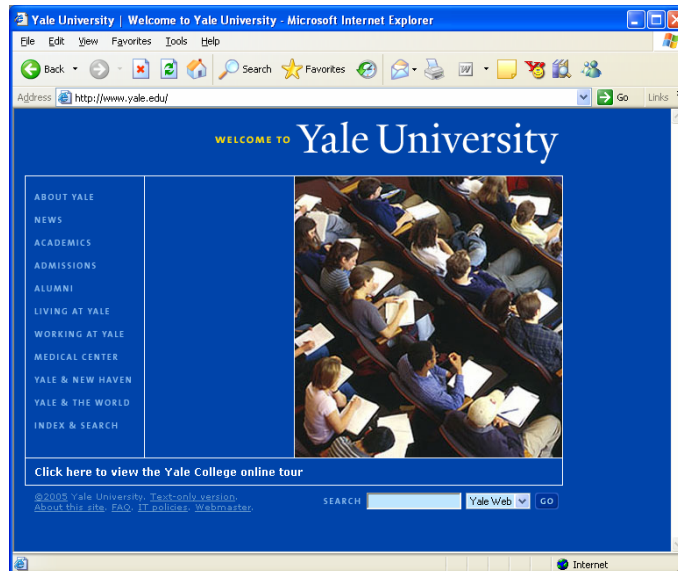 Yale University | Welcome to Yale University - Microsoft Internet Explorer
File Edit View Favorites Tools Help
Back Search Favorites
Address http://www.yale.edu/ Go Links
WELCOME TO Yale University
ABOUT YALE
NEWS
ACADEMICS
ADMISSIONS
ALUMNI
LIVING AT YALE
WORKING AT YALE
MEDICAL CENTER
YALE & NEW HAVEN
YALE & THE WORLD
INDEX & SEARCH
Click here to view the Yale College online tour
©2005 Yale University. Text-only version.
About this site. FAQ. IT policies. Webmaster.
SEARCH Yale Web GO
Internet